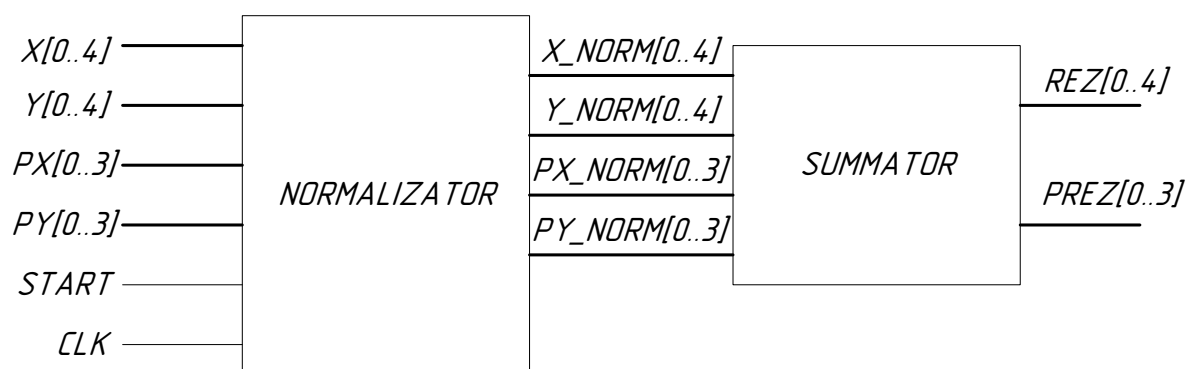 X[0..4]
Y[0..4]
PX[0..3]
PY[0..3]
START
CLK
NORMALIZATOR
X_NORM[0..4]
Y_NORM[0..4]
PX_NORM[0..3]
PY_NORM[0..3]
SUMMATOR
REZ[0..4]
PREZ[0..3]